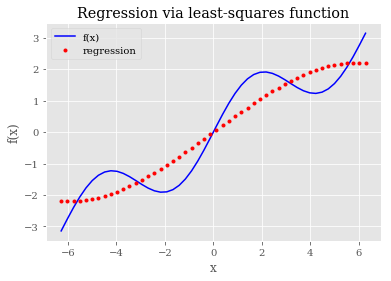 Regression via least-squares function
f(x)
regression
f(x)
3
2
1
0
−1
−2
−3
−6
−4
−2
0
2
4
6
x